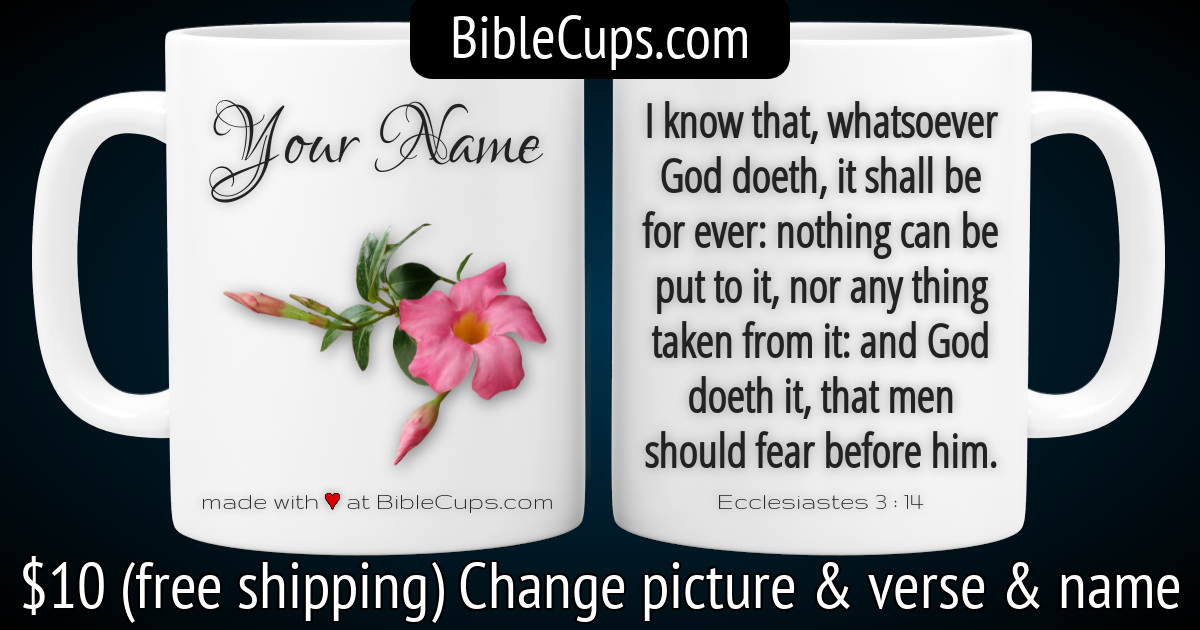 BibleCups.com
Your Name
made with ♥ at BibleCups.com
I know that, whatsoever
God doeth, it shall be
for ever: nothing can be
put to it, nor any thing
taken from it: and God
doeth it, that men
should fear before him.
Ecclesiastes 3 : 14
$10 (free shipping) Change picture & verse & name